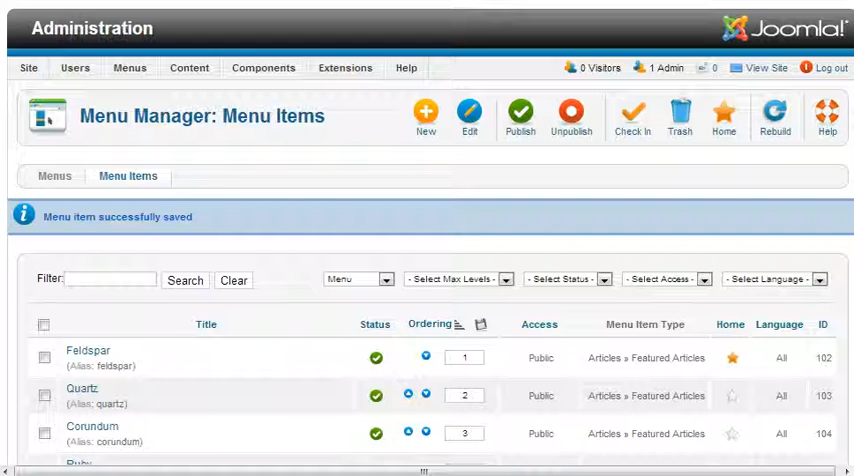 Administration
Joomla!
Site Users Menus Content Components Extensions Help 0 Visitors 1 Admin 0 View Site Log out
Menu Manager: Menu Items
New Edit Publish Unpublish Check In Trash Home Rebuild Help
Menus Menu Items
Menu item successfully saved
Filter: Search Clear Menu - Select Max Levels - - Select Status - - Select Access - - Select Language -
Title Status Ordering Access Menu Item Type Home Language ID
Feldspar
(Alias: feldspar) 1 Public Articles » Featured Articles All 102
Quartz
(Alias: quartz) 2 Public Articles » Featured Articles All 103
Corundum
(Alias: corundum) 3 Public Articles » Featured Articles All 104
Ruby